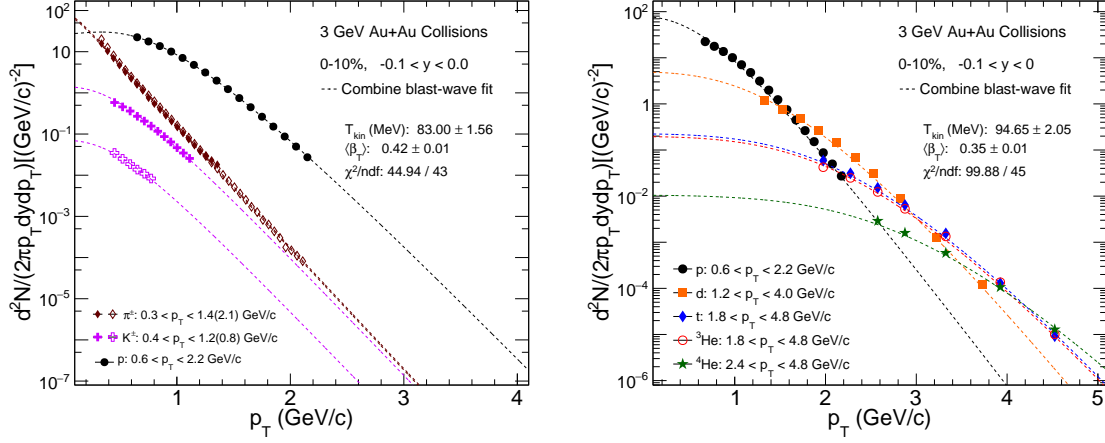 3 GeV Au+Au Collisions
0-10%, -0.1 < y < 0.0
Combine blast-wave fit
T_kin (MeV): 83.00 ± 1.56
⟨β_T⟩: 0.42 ± 0.01
χ²/ndf: 44.94 / 43
π±: 0.3 < p_T < 1.4(2.1) GeV/c
K±: 0.4 < p_T < 1.2(0.8) GeV/c
p: 0.6 < p_T < 2.2 GeV/c
d²N/(2πp_T dydp_T)[(GeV/c)⁻²]
10
10⁻¹
10⁻²
10⁻⁴
10⁻⁵
10⁻⁷
1 2 3 4
p_T (GeV/c)
3 GeV Au+Au Collisions
0-10%, -0.1 < y < 0
Combine blast-wave fit
T_kin (MeV): 94.65 ± 2.05
⟨β_T⟩: 0.35 ± 0.01
χ²/ndf: 99.88 / 45
p: 0.6 < p_T < 2.2 GeV/c
d: 1.2 < p_T < 4.0 GeV/c
t: 1.8 < p_T < 4.8 GeV/c
³He: 1.8 < p_T < 4.8 GeV/c
⁴He: 2.4 < p_T < 4.8 GeV/c
d²N/(2πp_T dydp_T)[(GeV/c)⁻²]
10²
10
1
10⁻²
10⁻⁴
10⁻⁶
1 2 3 4 5
p_T (GeV/c)